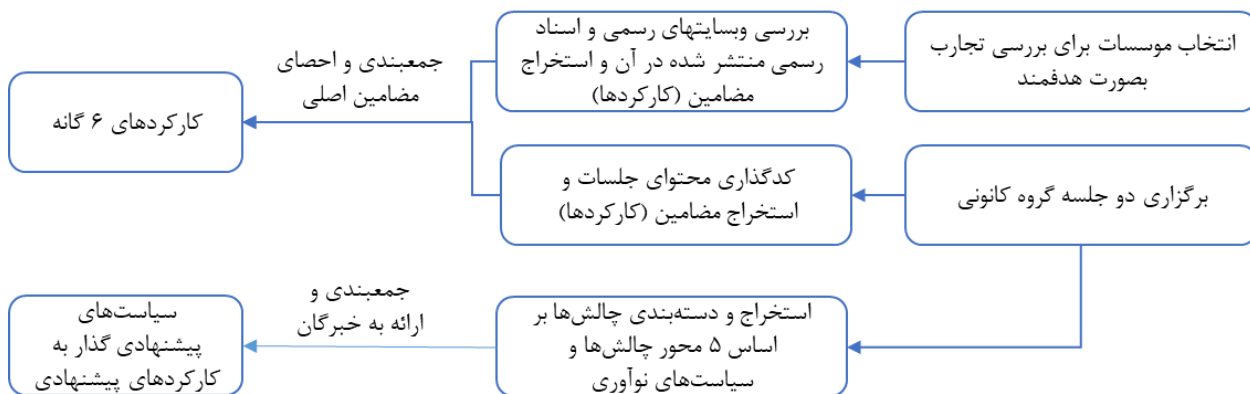 انتخاب موسسات برای بررسی تجارب
بصورت هدفمند
بررسی وبسایتهای رسمی و اسناد
رسمی منتشر شده در آن و استخراج
مضامین (کارکردها)
جمعبندی و احصای
مضامین اصلی
کارکردهای ۶ گانه
برگزاری دو جلسه گروه کانونی
کدگذاری محتوای جلسات و
استخراج مضامین (کارکردها)
استخراج و دسته‌بندی چالش‌ها بر
اساس ۵ محور چالش‌ها و
سیاست‌های نوآوری
جمعبندی و
ارائه به خبرگان
سیاست‌های
پیشنهادی گذار به
کارکردهای پیشنهادی